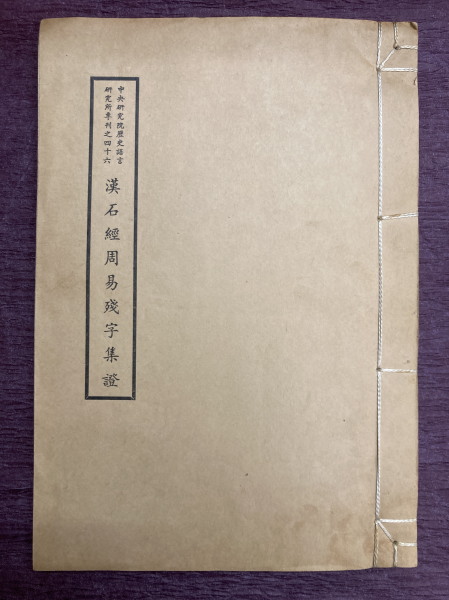 中央研究院歷史語言
研究所專刊之四十六
漢石經周易殘字集證